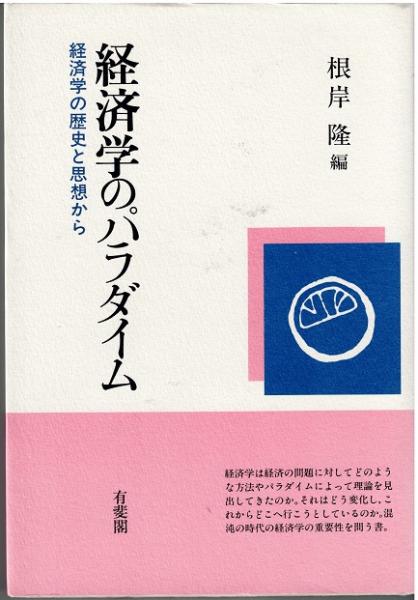 根岸 隆 編
経済学のパラダイム
経済学の歴史と思想から
経済学は経済の問題に対してどのよう
な方法やパラダイムによって理論を見
出してきたのか。それはどう変化し、こ
れからどこへ行こうとしているのか。混
沌の時代の経済学の重要性を問う書。
有斐閣